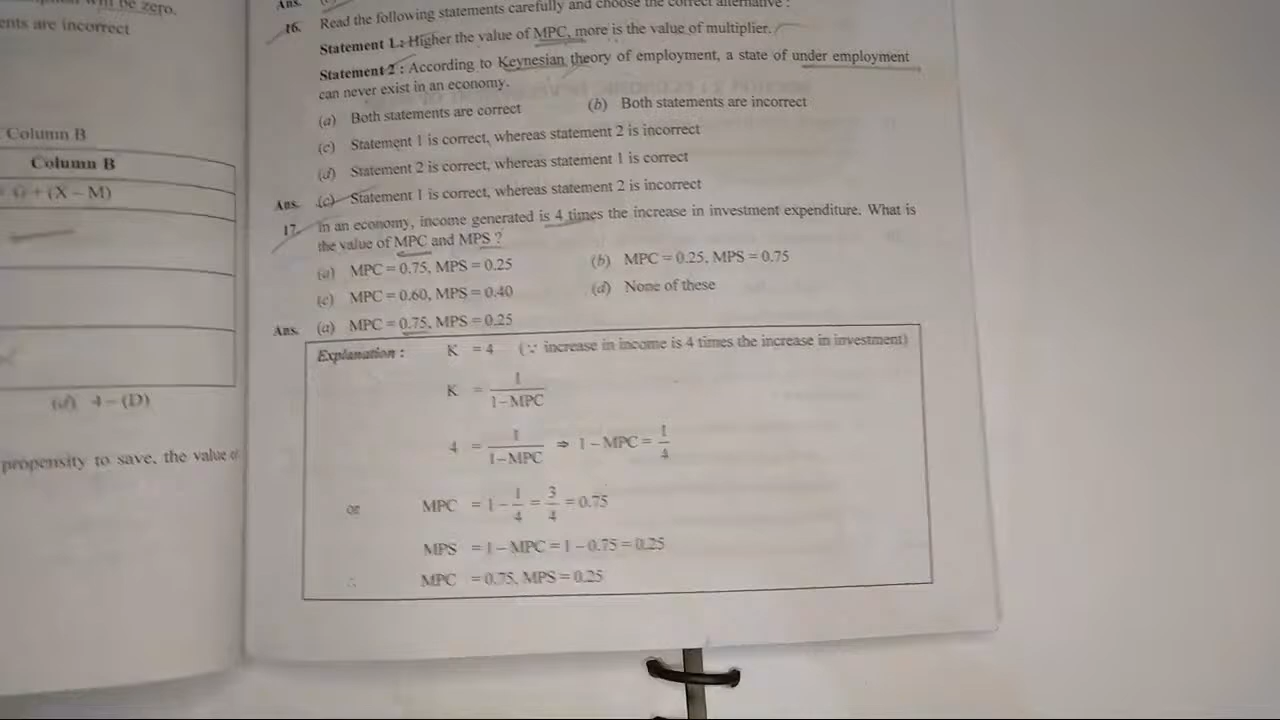 will be zero.
ents are incorrect
Column B
Column B
G + (X – M)
(d) 4 – (D)
propensity to save, the value of
Ans.
16. Read the following statements carefully and choose the correct alternative :
Statement 1 : Higher the value of MPC, more is the value of multiplier.
Statement 2 : According to Keynesian theory of employment, a state of under employment
can never exist in an economy.
(a) Both statements are correct (b) Both statements are incorrect
(c) Statement 1 is correct, whereas statement 2 is incorrect
(d) Statement 2 is correct, whereas statement 1 is correct
Ans. (c) Statement 1 is correct, whereas statement 2 is incorrect
17. In an economy, income generated is 4 times the increase in investment expenditure. What is
the value of MPC and MPS ?
(a) MPC = 0.75, MPS = 0.25 (b) MPC = 0.25, MPS = 0.75
(c) MPC = 0.60, MPS = 0.40 (d) None of these
Ans. (a) MPC = 0.75, MPS = 0.25
Explanation : K = 4 (∵ increase in income is 4 times the increase in investment)
K = 1/(1–MPC)
4 = 1/(1–MPC) ⇒ 1 – MPC = 1/4
or MPC = 1 – 1/4 = 3/4 = 0.75
MPS = 1 – MPC = 1 – 0.75 = 0.25
∴ MPC = 0.75, MPS = 0.25